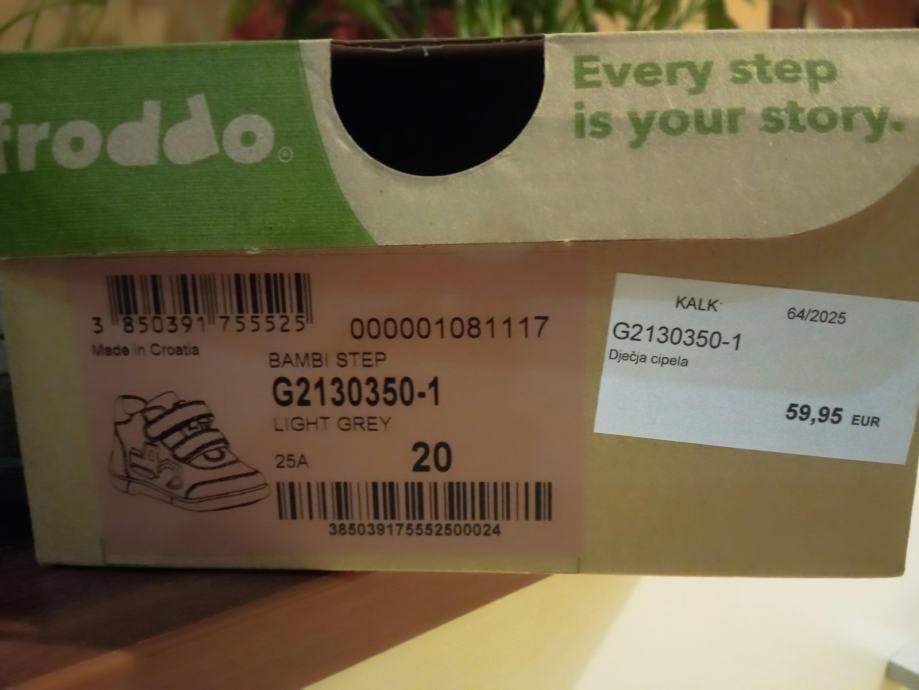 froddo®
Every step
is your story.
3 850391 755525
000001081117
Made in Croatia
BAMBI STEP
G2130350-1
LIGHT GREY
25A
20
385039175552500024
KALK
64/2025
G2130350-1
Dječja cipela
59,95 EUR